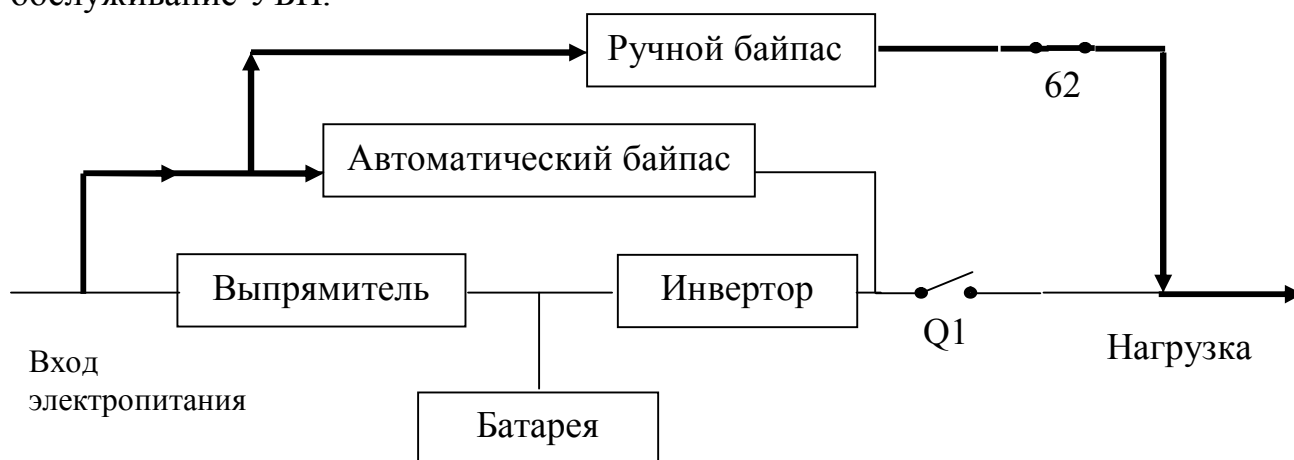 обслуживание УБП.
Ручной байпас
62
Автоматический байпас
Выпрямитель
Инвертор
Q1
Нагрузка
Вход
электропитания
Батарея